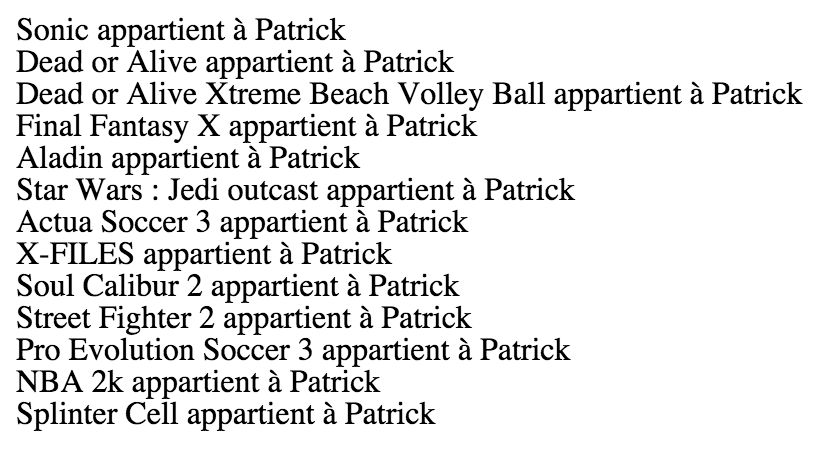 Sonic appartient à Patrick
Dead or Alive appartient à Patrick
Dead or Alive Xtreme Beach Volley Ball appartient à Patrick
Final Fantasy X appartient à Patrick
Aladin appartient à Patrick
Star Wars : Jedi outcast appartient à Patrick
Actua Soccer 3 appartient à Patrick
X-FILES appartient à Patrick
Soul Calibur 2 appartient à Patrick
Street Fighter 2 appartient à Patrick
Pro Evolution Soccer 3 appartient à Patrick
NBA 2k appartient à Patrick
Splinter Cell appartient à Patrick